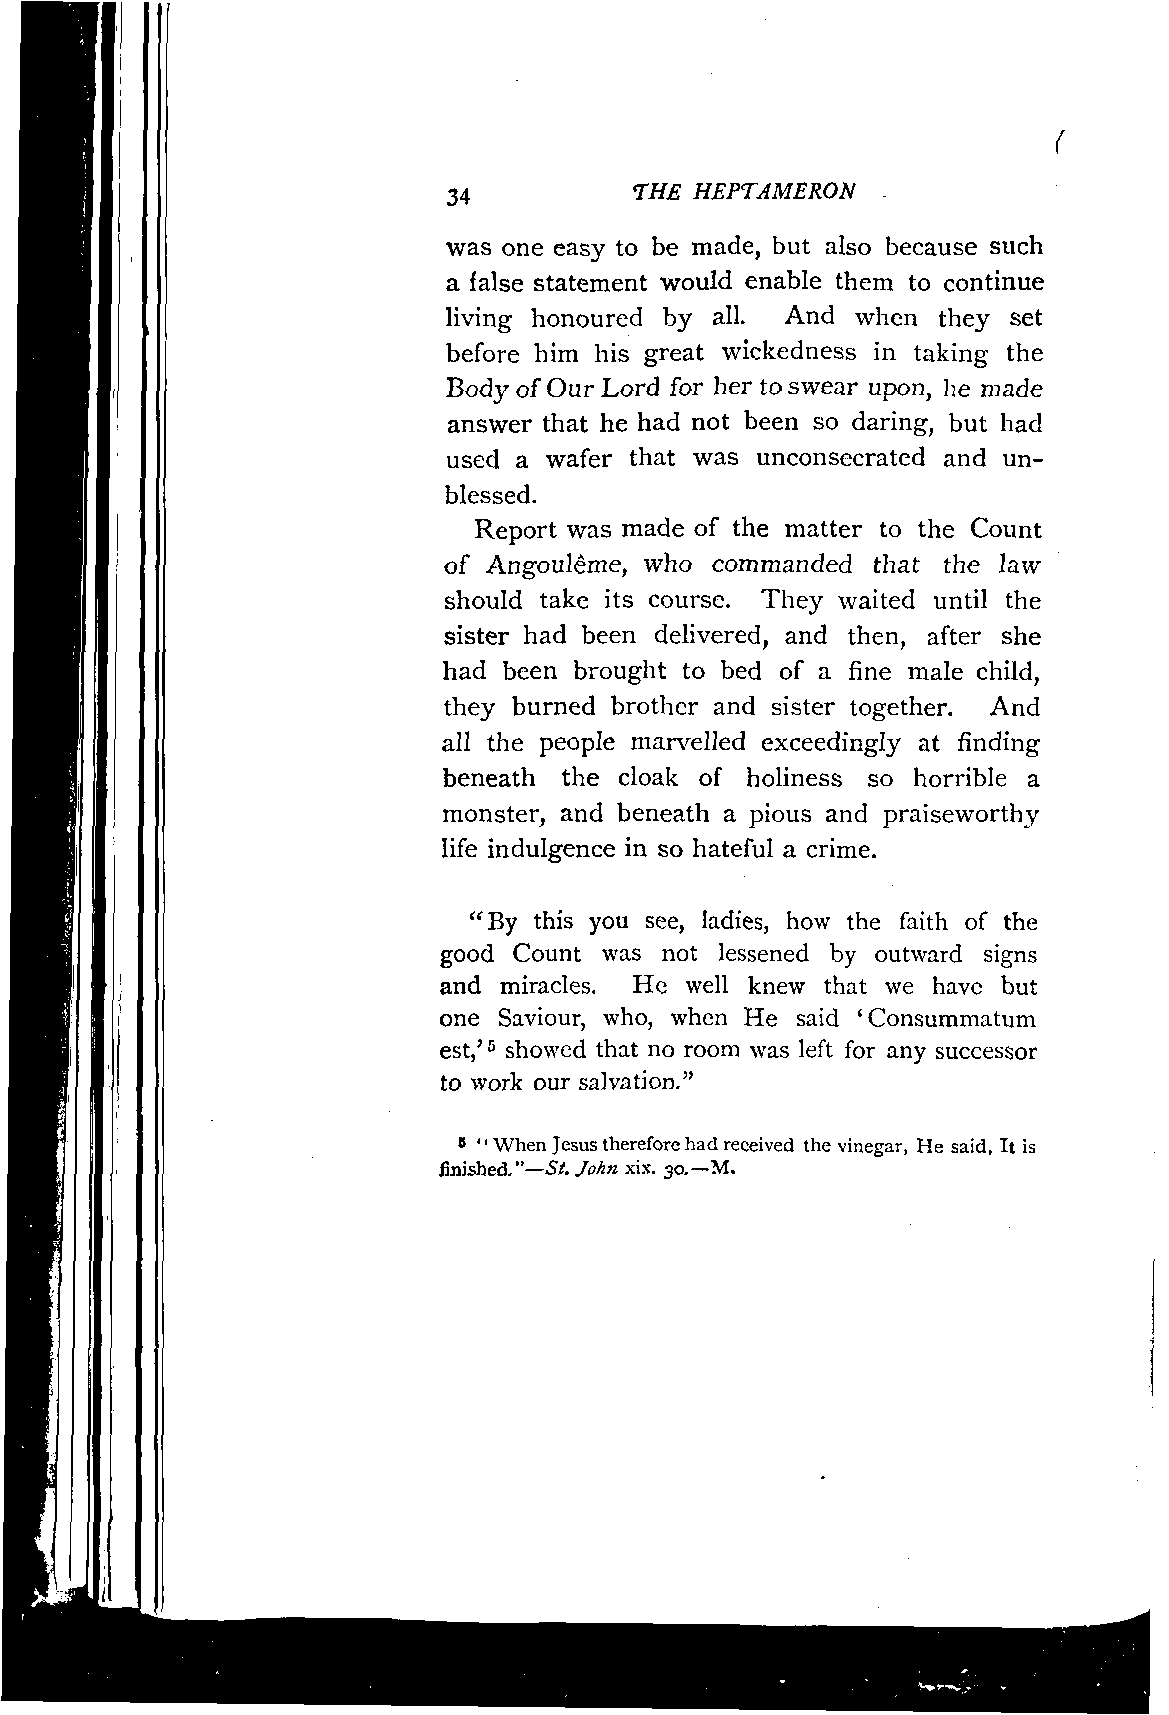 34 THE HEPTAMERON
was one easy to be made, but also because such
a false statement would enable them to continue
living honoured by all. And when they set
before him his great wickedness in taking the
Body of Our Lord for her to swear upon, he made
answer that he had not been so daring, but had
used a wafer that was unconsecrated and un-
blessed.
Report was made of the matter to the Count
of Angoulême, who commanded that the law
should take its course. They waited until the
sister had been delivered, and then, after she
had been brought to bed of a fine male child,
they burned brother and sister together. And
all the people marvelled exceedingly at finding
beneath the cloak of holiness so horrible a
monster, and beneath a pious and praiseworthy
life indulgence in so hateful a crime.
"By this you see, ladies, how the faith of the
good Count was not lessened by outward signs
and miracles. He well knew that we have but
one Saviour, who, when He said 'Consummatum
est,'⁵ showed that no room was left for any successor
to work our salvation."
⁵ "When Jesus therefore had received the vinegar, He said, It is
finished."—St. John xix. 30.—M.